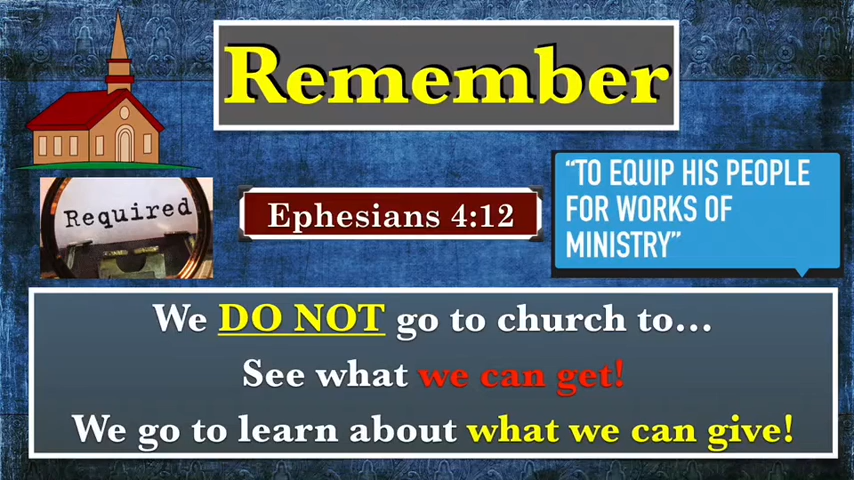 Remember
Required
Ephesians 4:12
“TO EQUIP HIS PEOPLE
FOR WORKS OF
MINISTRY”
We DO NOT go to church to...
See what we can get!
We go to learn about what we can give!